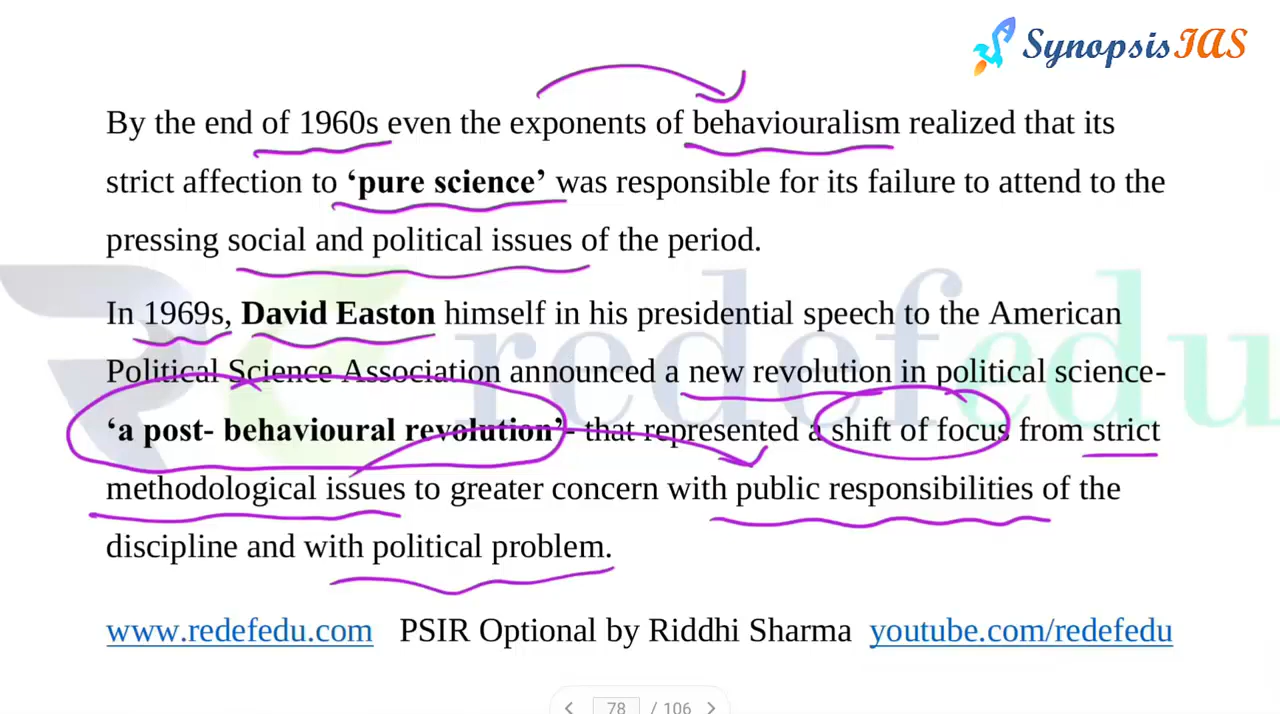 SynopsisIAS
By the end of 1960s even the exponents of behaviouralism realized that its
strict affection to ‘pure science’ was responsible for its failure to attend to the
pressing social and political issues of the period.
In 1969s, David Easton himself in his presidential speech to the American
Political Science Association announced a new revolution in political science-
‘a post- behavioural revolution’- that represented a shift of focus from strict
methodological issues to greater concern with public responsibilities of the
discipline and with political problem.
redefedu
www.redefedu.com PSIR Optional by Riddhi Sharma youtube.com/redefedu
78 / 106